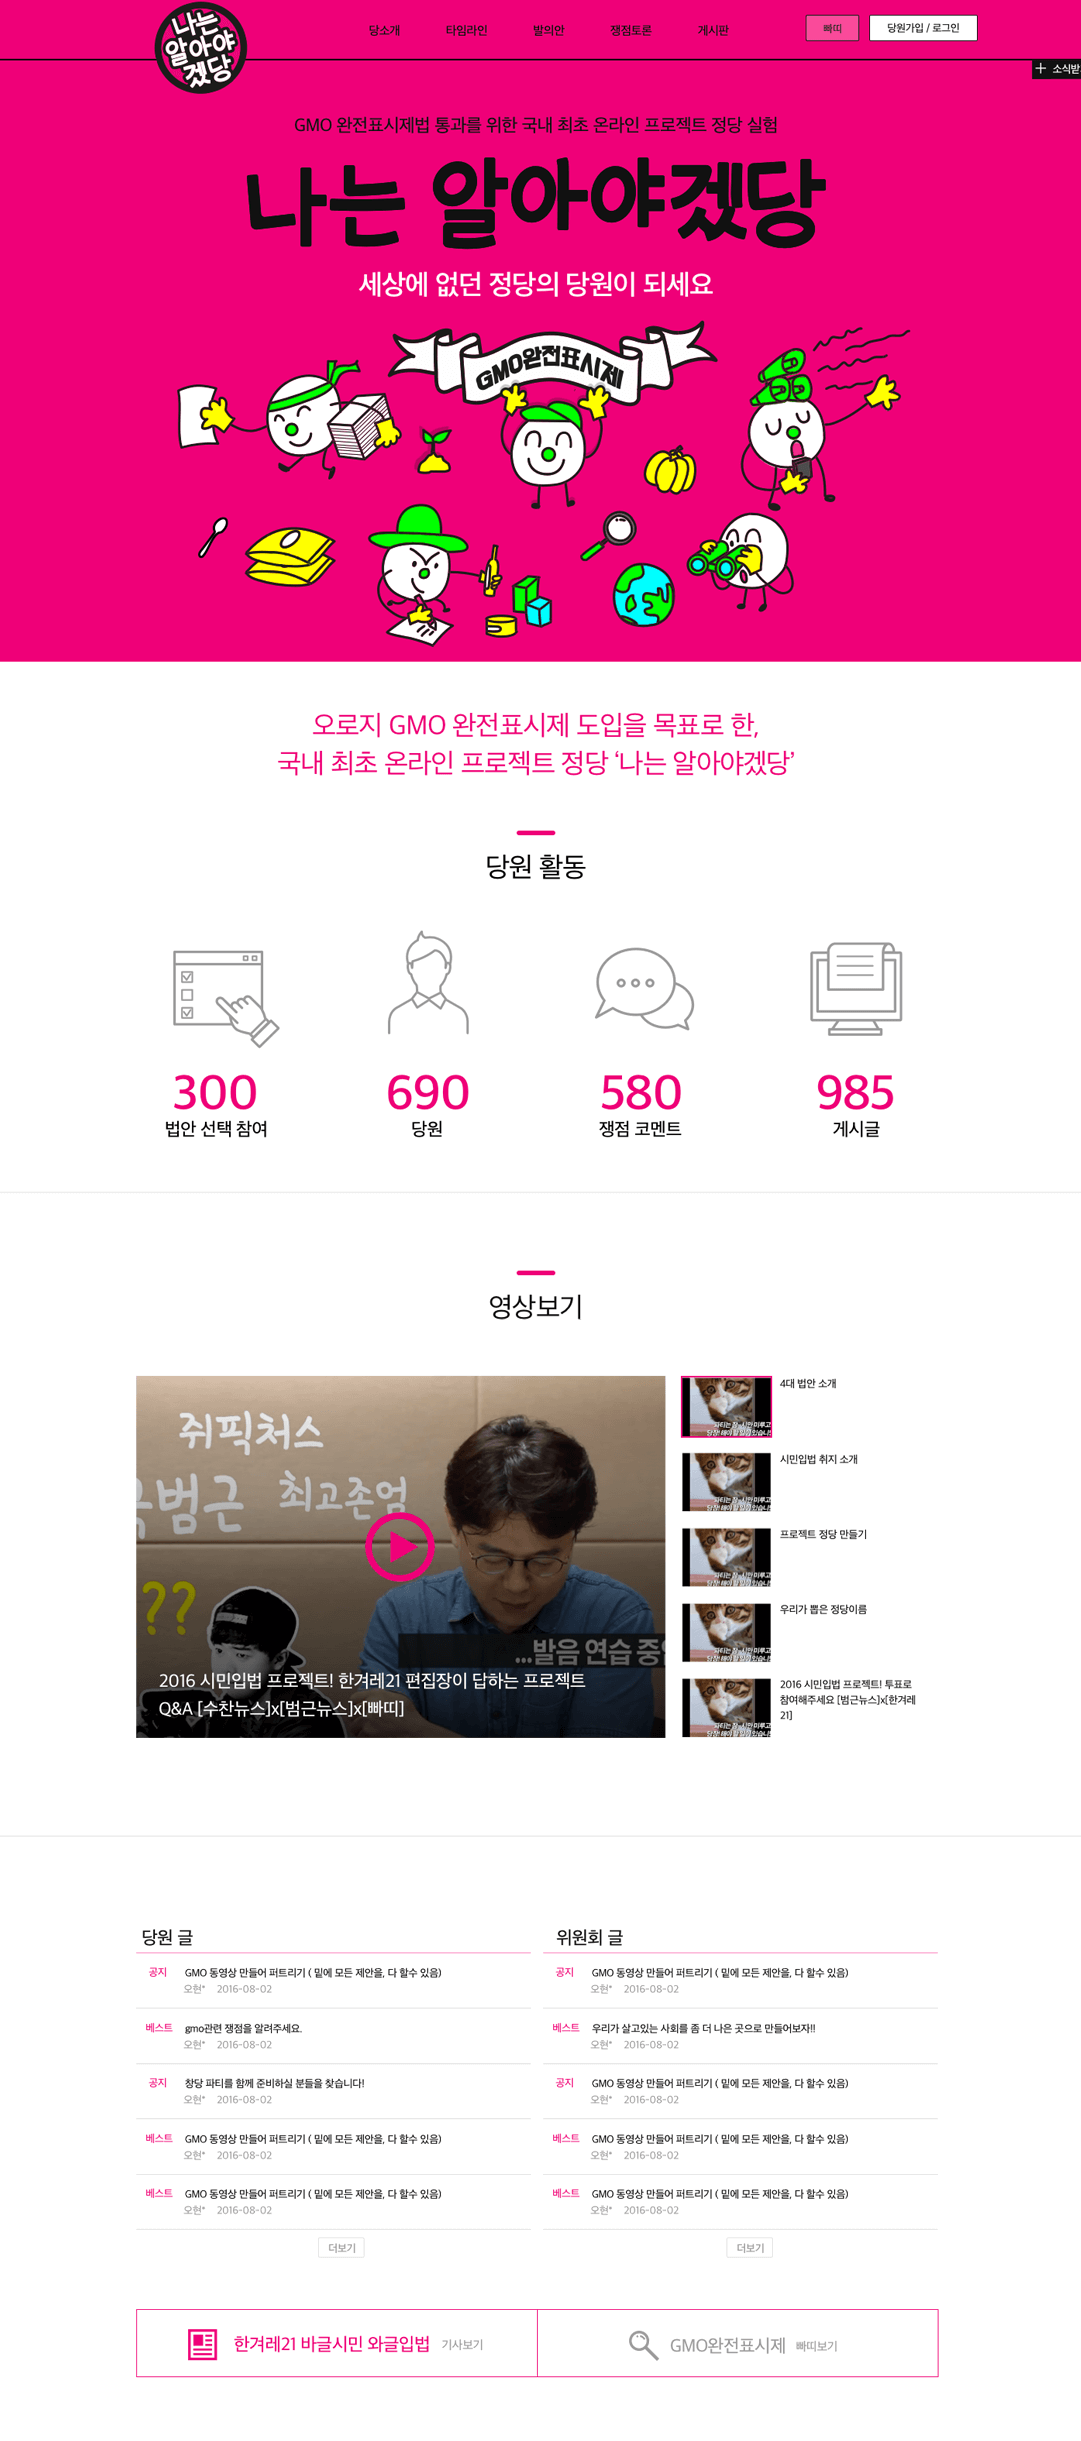 나는
알아야
겠당
당소개
타임라인
발의안
쟁점토론
게시판
빠띠
당원가입 / 로그인
+ 소식받
GMO 완전표시제법 통과를 위한 국내 최초 온라인 프로젝트 정당 실험
나는 알아야겠당
세상에 없던 정당의 당원이 되세요
GMO완전표시제
오로지 GMO 완전표시제 도입을 목표로 한,
국내 최초 온라인 프로젝트 정당 ‘나는 알아야겠당’
당원 활동
300
법안 선택 참여
690
당원
580
쟁점 코멘트
985
게시글
영상보기
쥐픽처스
국범근 최고존엄
??
...발음 연습 중
2016 시민입법 프로젝트! 한겨레21 편집장이 답하는 프로젝트
Q&A [수찬뉴스]x[범근뉴스]x[빠띠]
4대 법안 소개
시민입법 취지 소개
프로젝트 정당 만들기
우리가 뽑은 정당이름
2016 시민입법 프로젝트! 투표로
참여해주세요 [범근뉴스]x[한겨레
21]
당원 글
공지 GMO 동영상 만들어 퍼트리기 ( 밑에 모든 제안을, 다 할수 있음)
오현* 2016-08-02
베스트 gmo관련 쟁점을 알려주세요.
오현* 2016-08-02
공지 창당 파티를 함께 준비하실 분들을 찾습니다!
오현* 2016-08-02
베스트 GMO 동영상 만들어 퍼트리기 ( 밑에 모든 제안을, 다 할수 있음)
오현* 2016-08-02
베스트 GMO 동영상 만들어 퍼트리기 ( 밑에 모든 제안을, 다 할수 있음)
오현* 2016-08-02
더보기
위원회 글
공지 GMO 동영상 만들어 퍼트리기 ( 밑에 모든 제안을, 다 할수 있음)
오현* 2016-08-02
베스트 우리가 살고있는 사회를 좀 더 나은 곳으로 만들어보자!!
오현* 2016-08-02
공지 GMO 동영상 만들어 퍼트리기 ( 밑에 모든 제안을, 다 할수 있음)
오현* 2016-08-02
베스트 GMO 동영상 만들어 퍼트리기 ( 밑에 모든 제안을, 다 할수 있음)
오현* 2016-08-02
베스트 GMO 동영상 만들어 퍼트리기 ( 밑에 모든 제안을, 다 할수 있음)
오현* 2016-08-02
더보기
한겨레21 바글시민 와글입법 기사보기
GMO완전표시제 빠띠보기